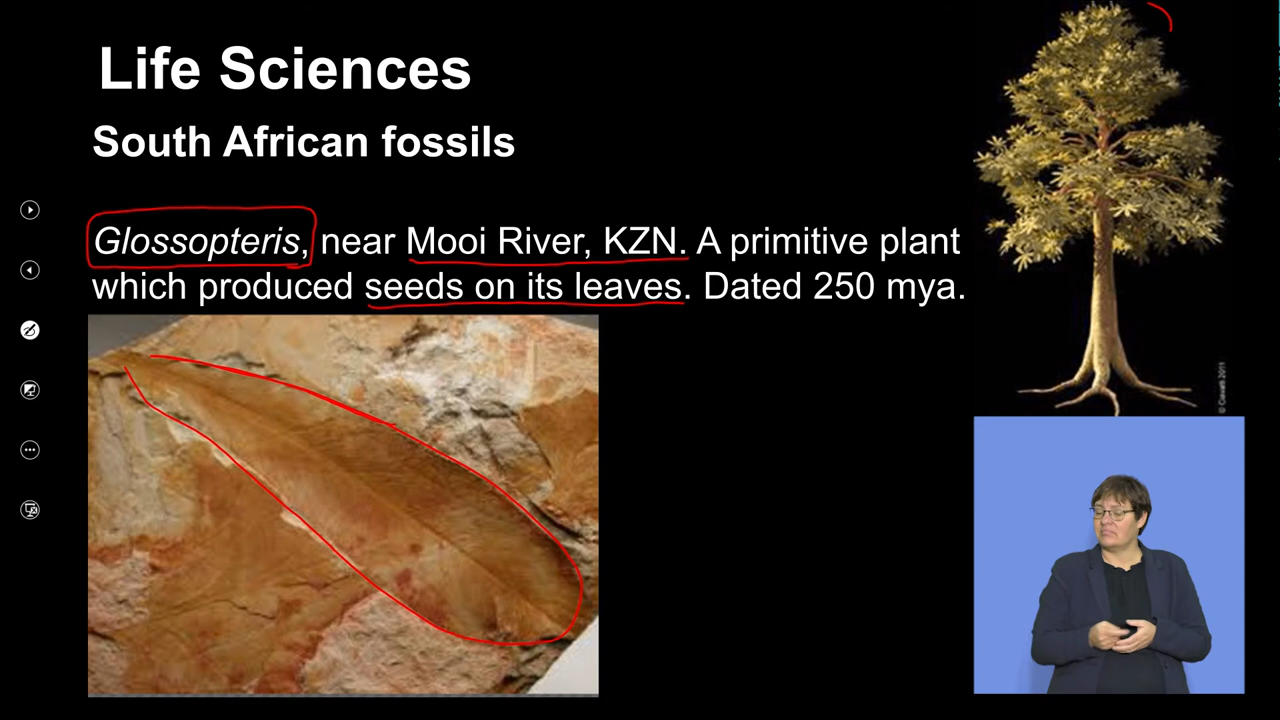 Life Sciences
South African fossils
Glossopteris, near Mooi River, KZN. A primitive plant
which produced seeds on its leaves. Dated 250 mya.